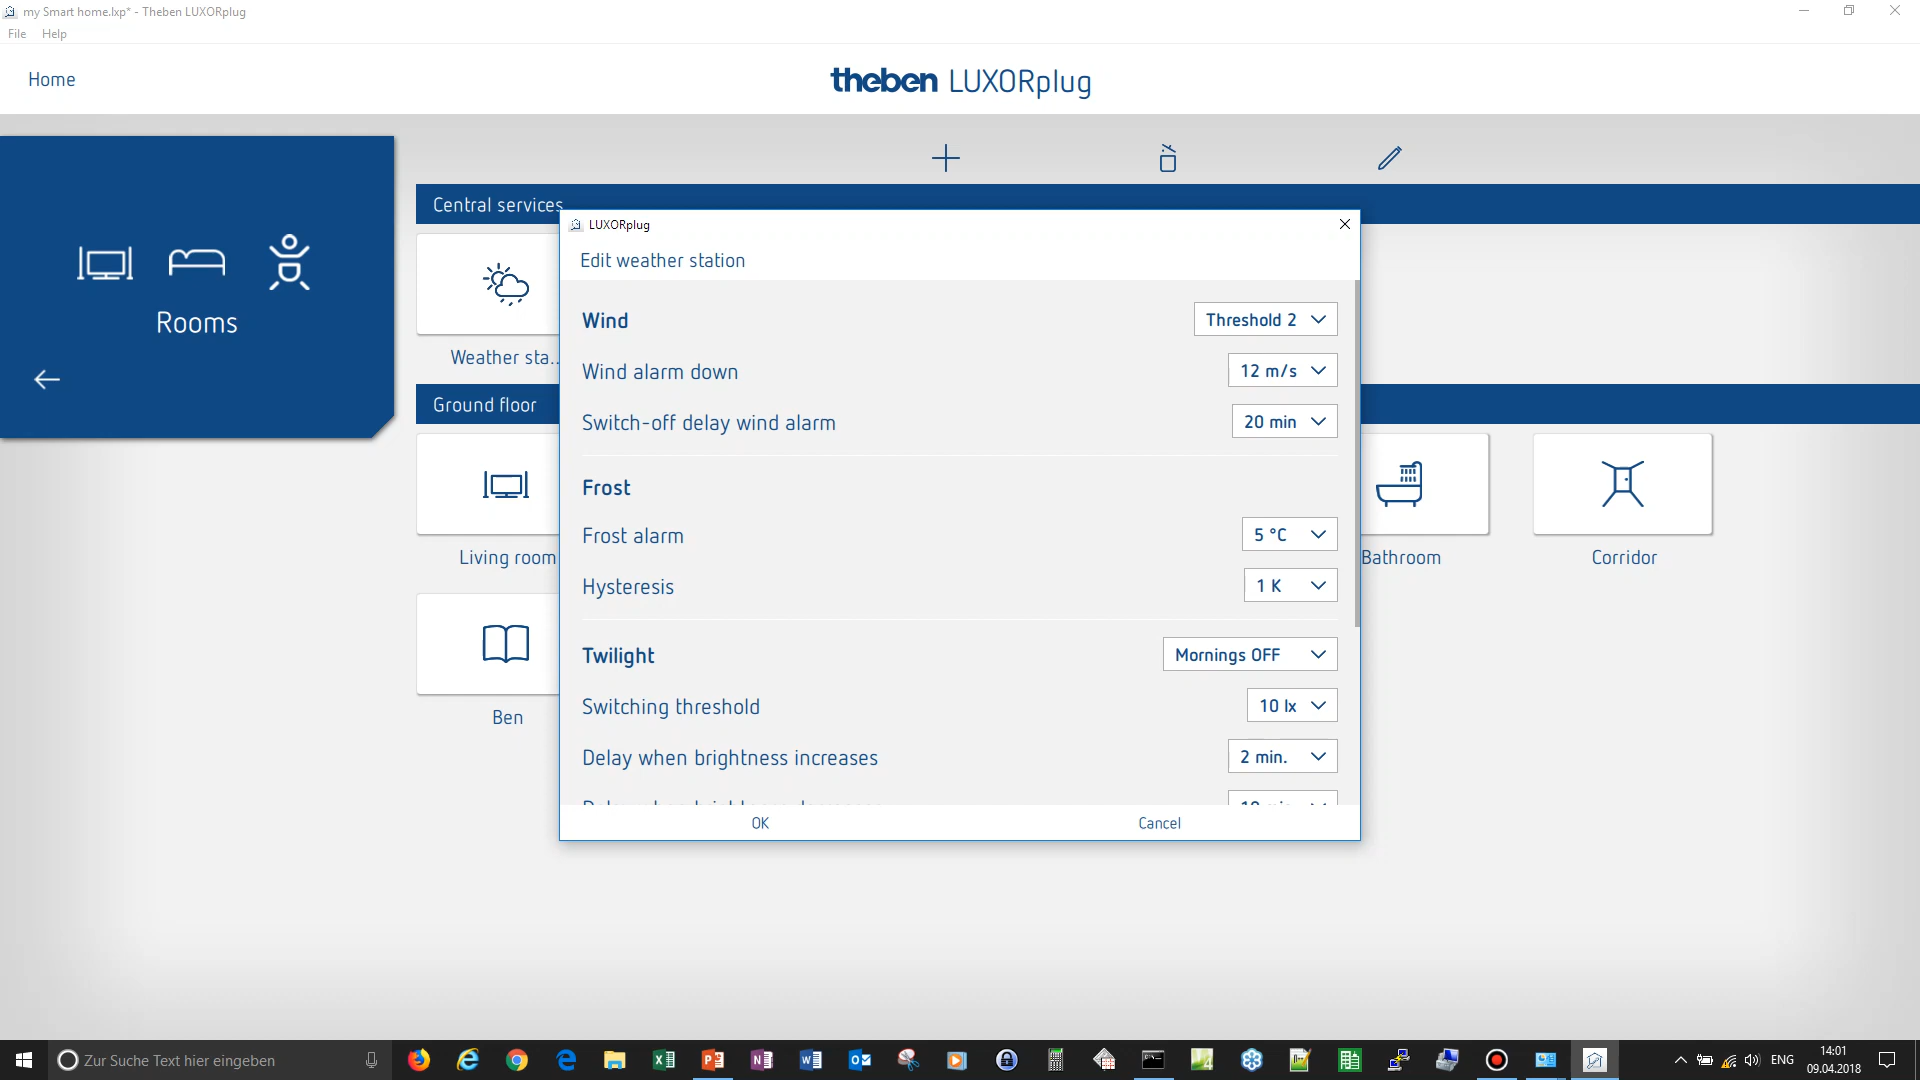 my Smart home.lxp* - Theben LUXORplug
File Help
Home
theben LUXORplug
Rooms
Central services
Weather sta..
Ground floor
Living room
Bathroom
Corridor
Ben
LUXORplug
Edit weather station
Wind
Threshold 2
Wind alarm down
12 m/s
Switch-off delay wind alarm
20 min
Frost
Frost alarm
5 °C
Hysteresis
1 K
Twilight
Mornings OFF
Switching threshold
10 lx
Delay when brightness increases
2 min.
OK
Cancel
Zur Suche Text hier eingeben
ENG
14:01
09.04.2018